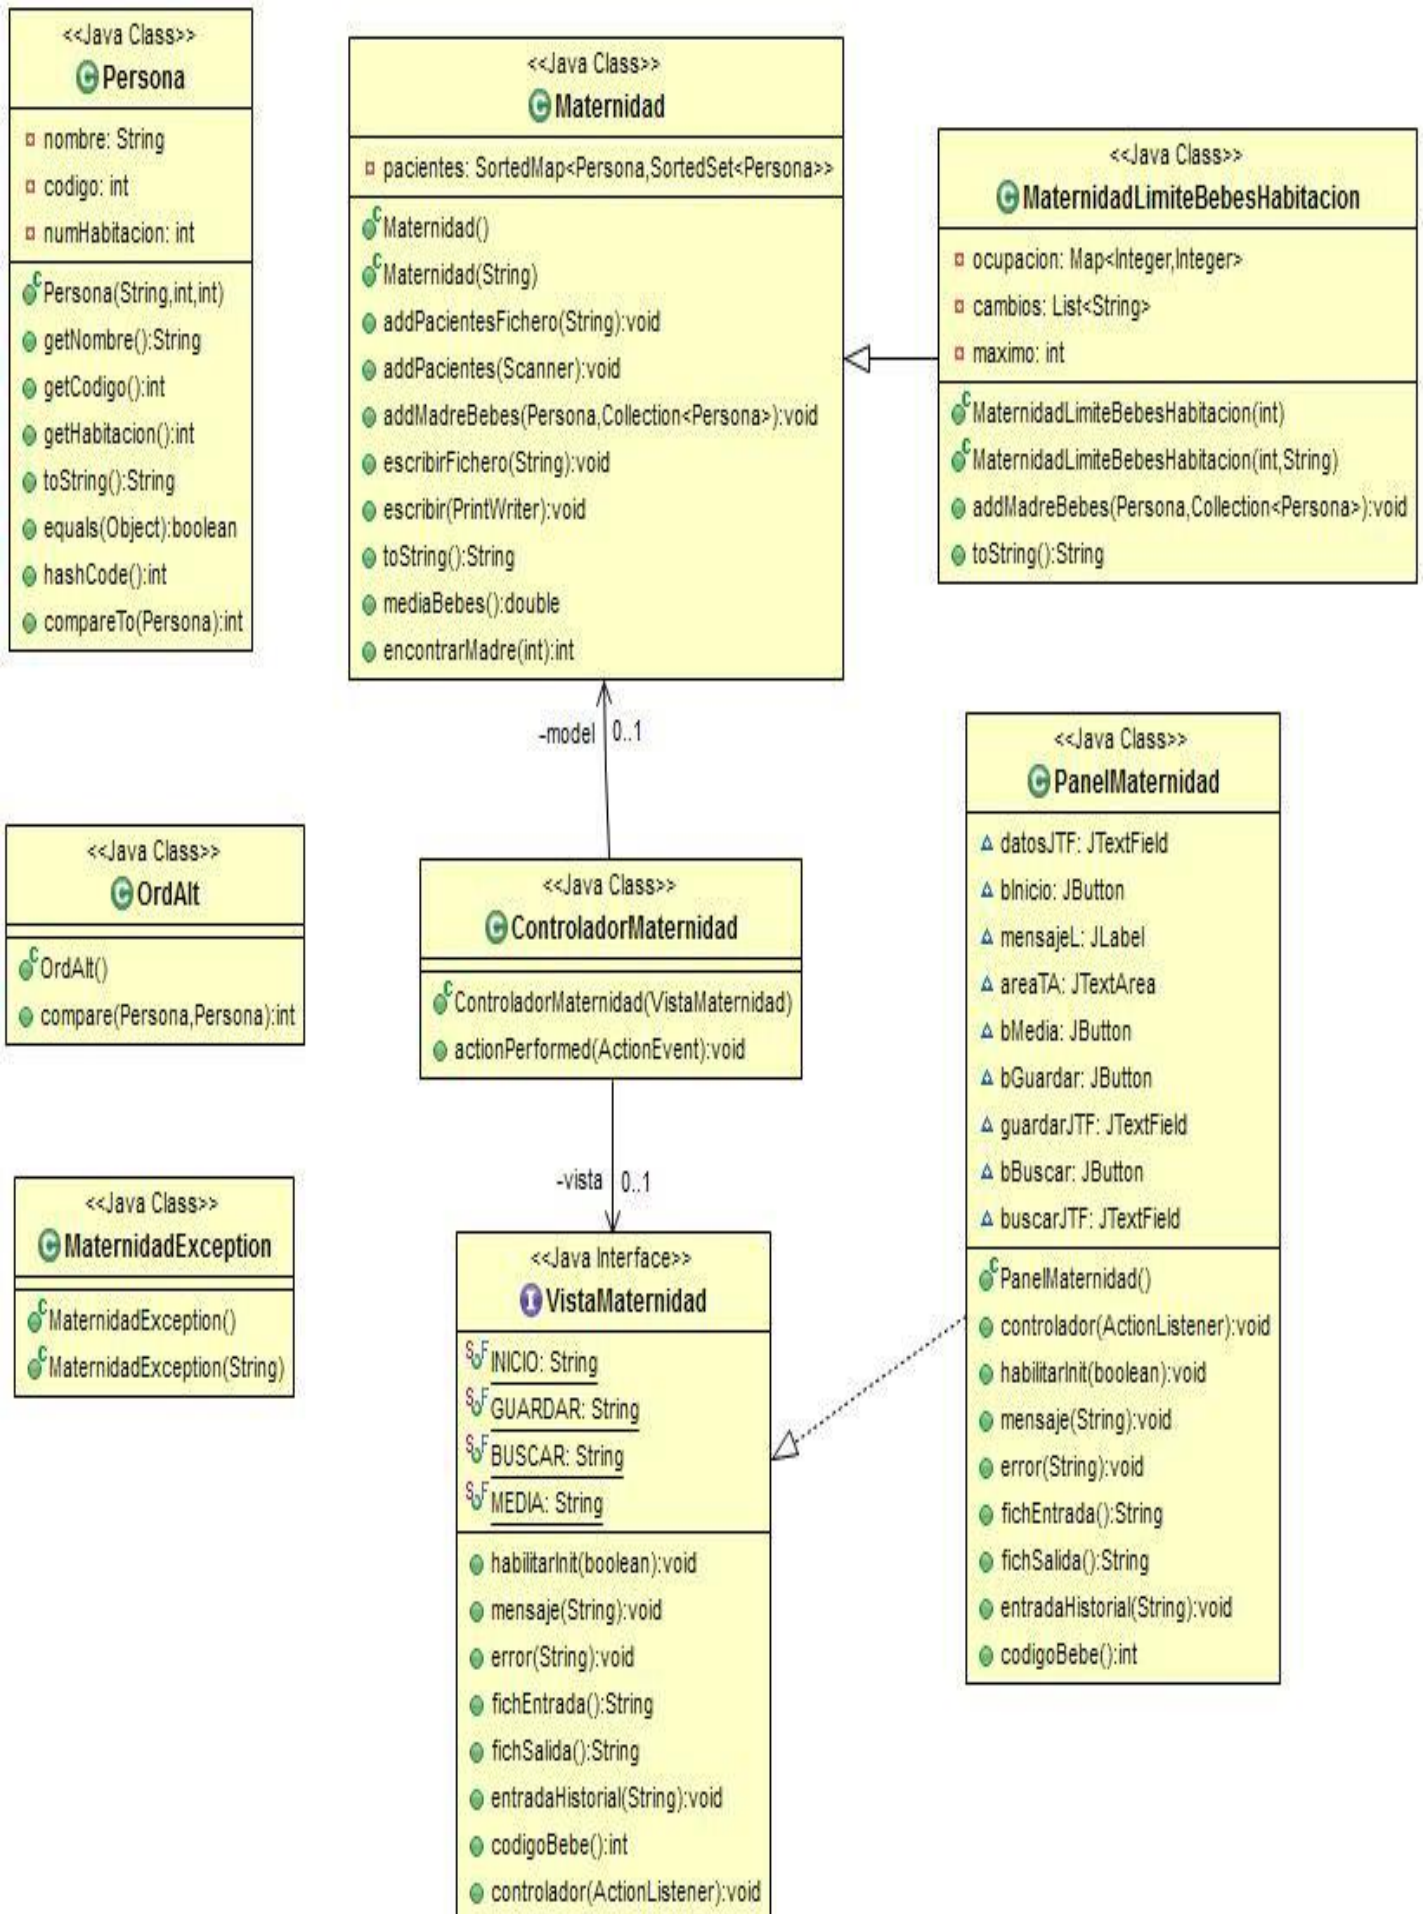 <<Java Class>>
Persona
nombre: String
codigo: int
numHabitacion: int
Persona(String,int,int)
getNombre():String
getCodigo():int
getHabitacion():int
toString():String
equals(Object):boolean
hashCode():int
compareTo(Persona):int
<<Java Class>>
Maternidad
pacientes: SortedMap<Persona,SortedSet<Persona>>
Maternidad()
Maternidad(String)
addPacientesFichero(String):void
addPacientes(Scanner):void
addMadreBebes(Persona,Collection<Persona>):void
escribirFichero(String):void
escribir(PrintWriter):void
toString():String
mediaBebes():double
encontrarMadre(int):int
<<Java Class>>
MaternidadLimiteBebesHabitacion
ocupacion: Map<Integer,Integer>
cambios: List<String>
maximo: int
MaternidadLimiteBebesHabitacion(int)
MaternidadLimiteBebesHabitacion(int,String)
addMadreBebes(Persona,Collection<Persona>):void
toString():String
-model 0..1
<<Java Class>>
OrdAlt
OrdAlt()
compare(Persona,Persona):int
<<Java Class>>
ControladorMaternidad
ControladorMaternidad(VistaMaternidad)
actionPerformed(ActionEvent):void
<<Java Class>>
PanelMaternidad
datosJTF: JTextField
bInicio: JButton
mensajeL: JLabel
areaTA: JTextArea
bMedia: JButton
bGuardar: JButton
guardarJTF: JTextField
bBuscar: JButton
buscarJTF: JTextField
PanelMaternidad()
controlador(ActionListener):void
habilitarInit(boolean):void
mensaje(String):void
error(String):void
fichEntrada():String
fichSalida():String
entradaHistorial(String):void
codigoBebe():int
<<Java Class>>
MaternidadException
MaternidadException()
MaternidadException(String)
-vista 0..1
<<Java Interface>>
VistaMaternidad
INICIO: String
GUARDAR: String
BUSCAR: String
MEDIA: String
habilitarInit(boolean):void
mensaje(String):void
error(String):void
fichEntrada():String
fichSalida():String
entradaHistorial(String):void
codigoBebe():int
controlador(ActionListener):void